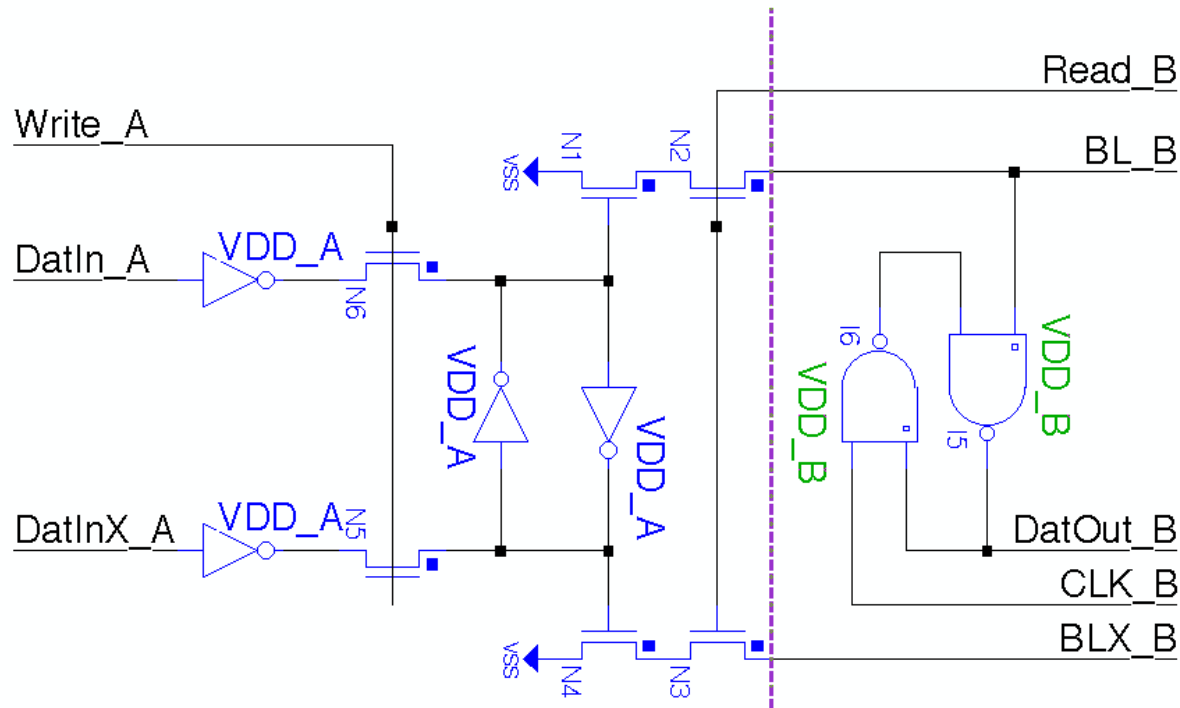 Read_B
Write_A
N1
N2
BL_B
VSS
DatIn_A
VDD_A
N6
I6
VDD_B
VDD_A
VDD_A
VDD_B
I5
DatInX_A
VDD_A
N5
DatOut_B
CLK_B
BLX_B
VSS
N4
N3